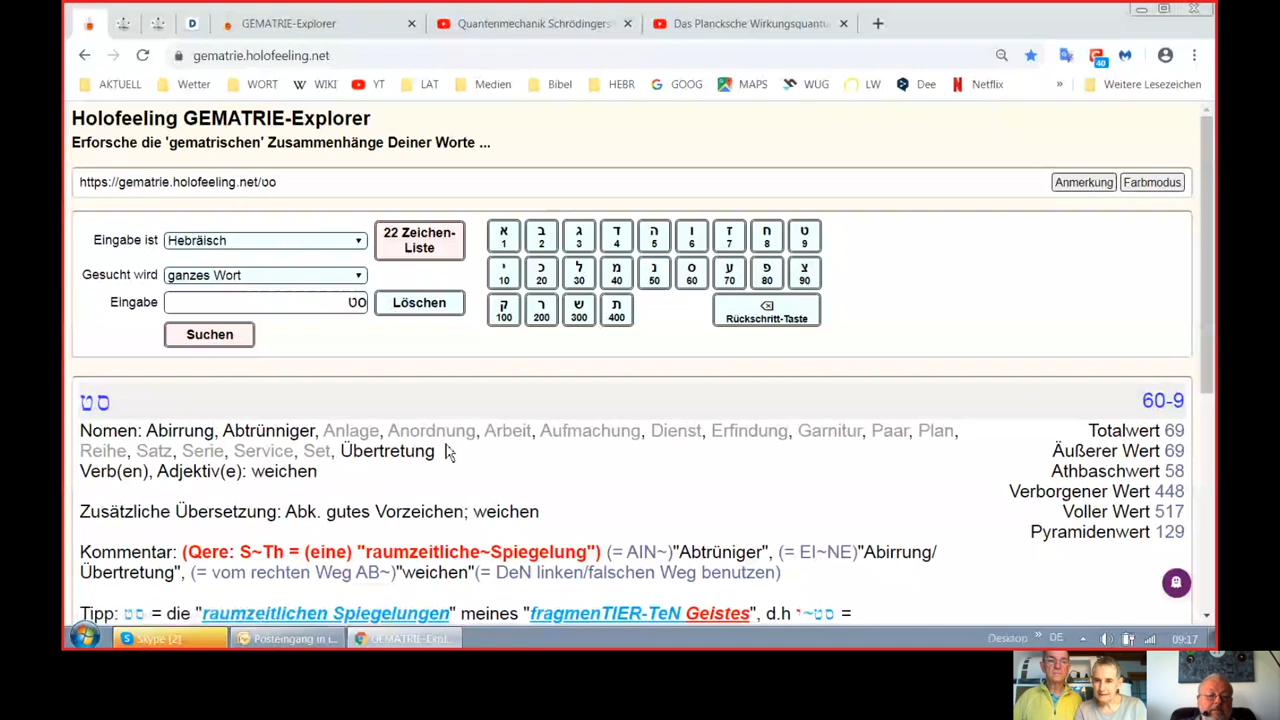 D GEMATRIE-Explorer × Quantenmechanik Schrödingers × Das Plancksche Wirkungsquantu × +
gematrie.holofeeling.net
AKTUELL Wetter WORT WIKI YT LAT Medien Bibel HEBR GOOG MAPS WUG LW Dee Netflix » Weitere Lesezeichen
40
Holofeeling GEMATRIE-Explorer
Erforsche die 'gematrischen' Zusammenhänge Deiner Worte ...
https://gematrie.holofeeling.net/סט Anmerkung Farbmodus
Eingabe ist Hebräisch
22 Zeichen-
Liste
Gesucht wird ganzes Wort
Eingabe סט Löschen
Suchen
א ב ג ד ה ו ז ח ט
1 2 3 4 5 6 7 8 9
י כ ל מ נ ס ע פ צ
10 20 30 40 50 60 70 80 90
ק ר ש ת
100 200 300 400 Rückschritt-Taste
סט 60-9
Nomen: Abirrung, Abtrünniger, Anlage, Anordnung, Arbeit, Aufmachung, Dienst, Erfindung, Garnitur, Paar, Plan,
Reihe, Satz, Serie, Service, Set, Übertretung
Verb(en), Adjektiv(e): weichen
Totalwert 69
Äußerer Wert 69
Athbaschwert 58
Verborgener Wert 448
Voller Wert 517
Pyramidenwert 129
Zusätzliche Übersetzung: Abk. gutes Vorzeichen; weichen
Kommentar: (Qere: S~Th = (eine) "raumzeitliche~Spiegelung") (= AIN~)"Abtrüniger", (= EI~NE)"Abirrung/
Übertretung", (= vom rechten Weg AB~)"weichen"(= DeN linken/falschen Weg benutzen)
Tipp: סט = die "raumzeitlichen Spiegelungen" meines "fragmenTIER-TeN Geistes", d.h סט~י =
Skype [2] Posteingang in i... GEMATRIE-Expl... Desktop » DE 09:17